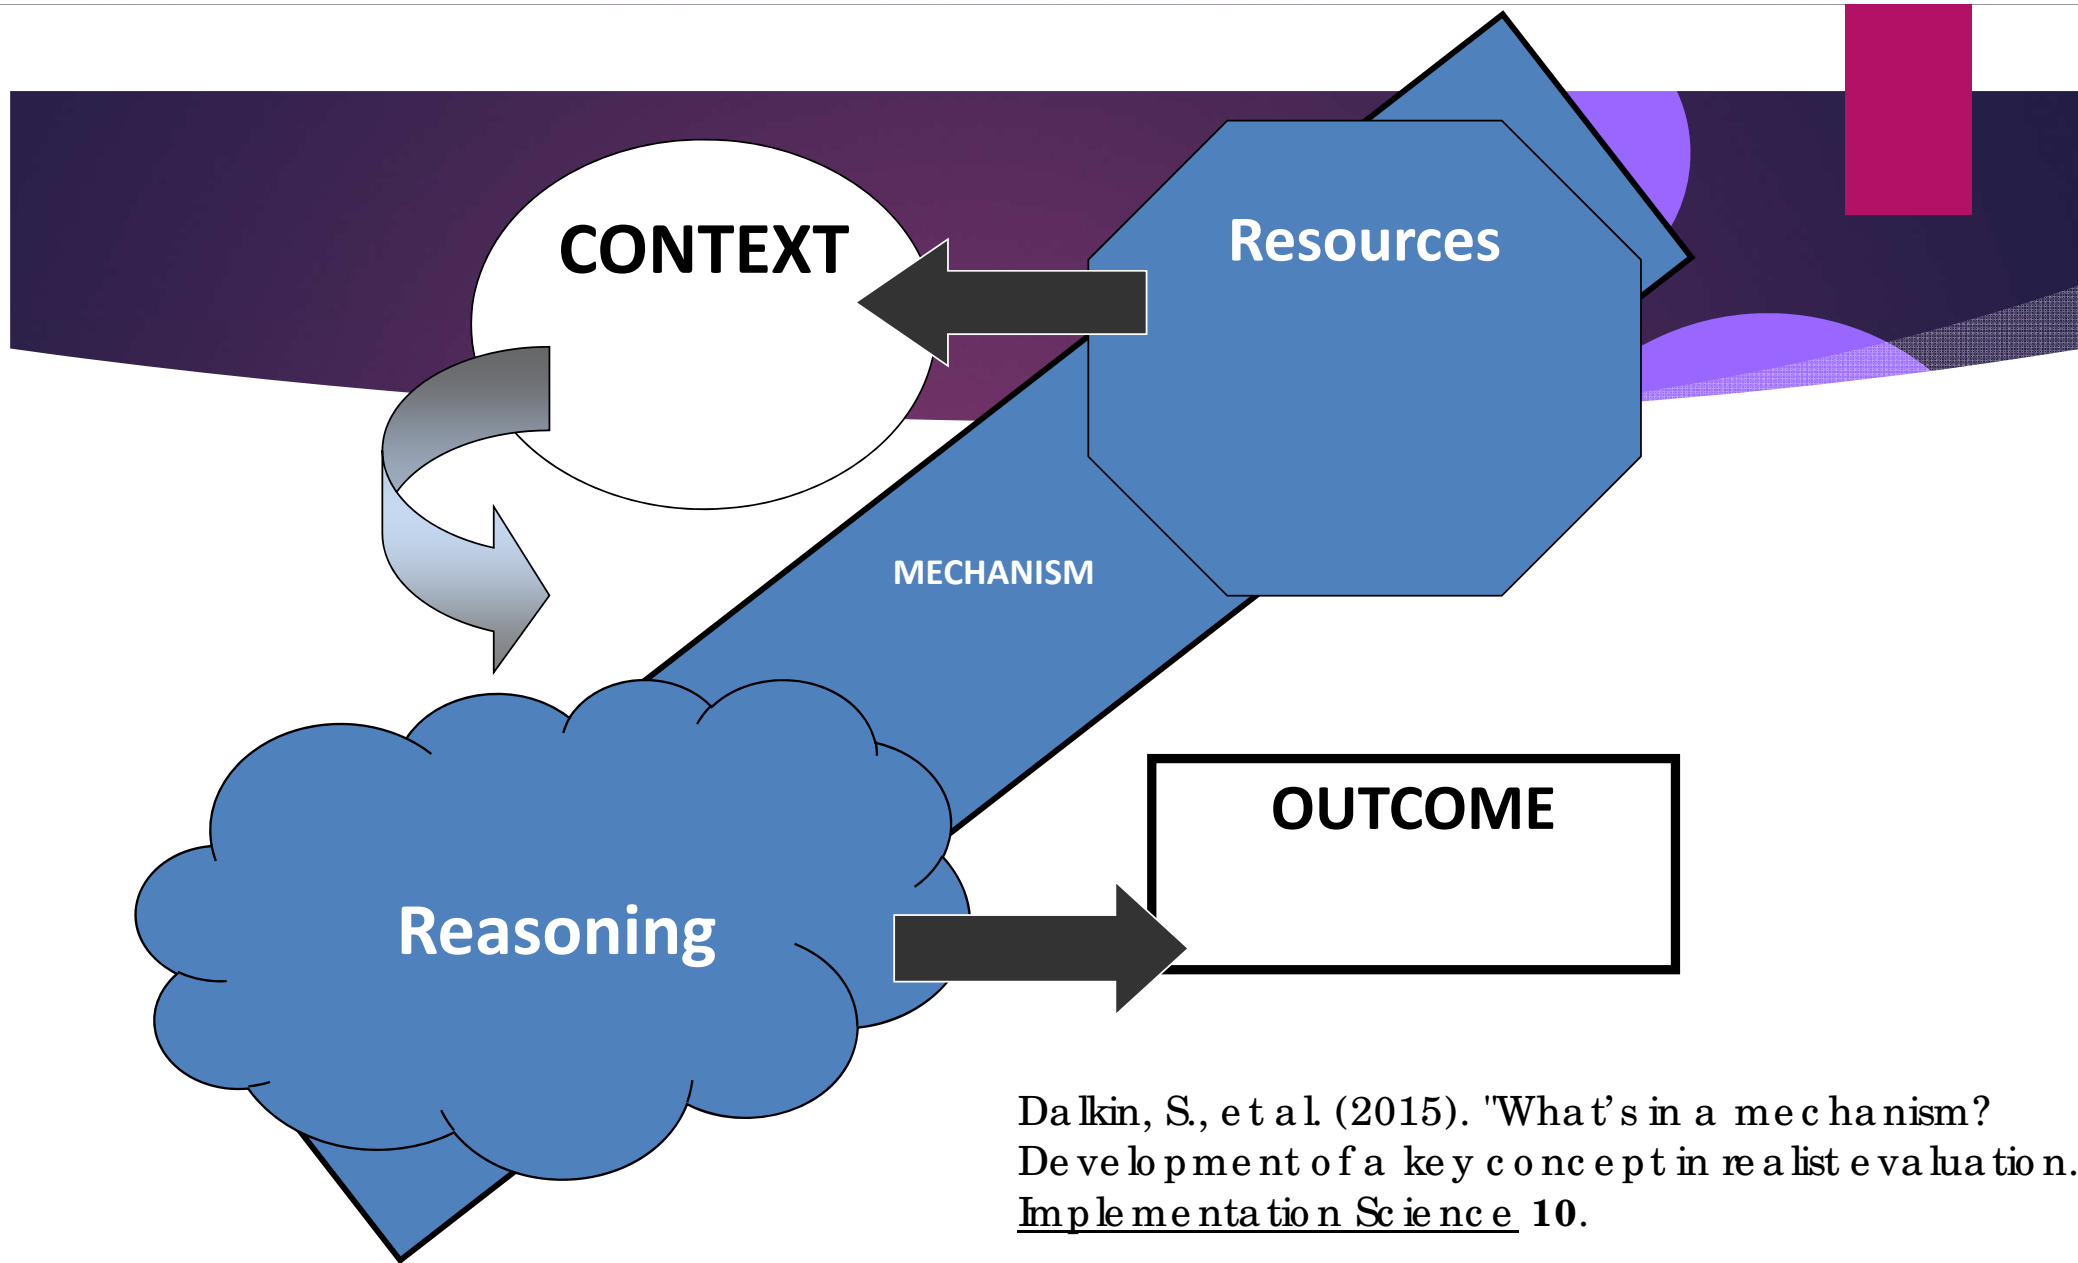 CONTEXT
Resources
MECHANISM
OUTCOME
Reasoning
Dalkin, S., et al. (2015). "What’s in a mechanism?
Development of a key concept in realist evaluation.
Implementation Science 10.